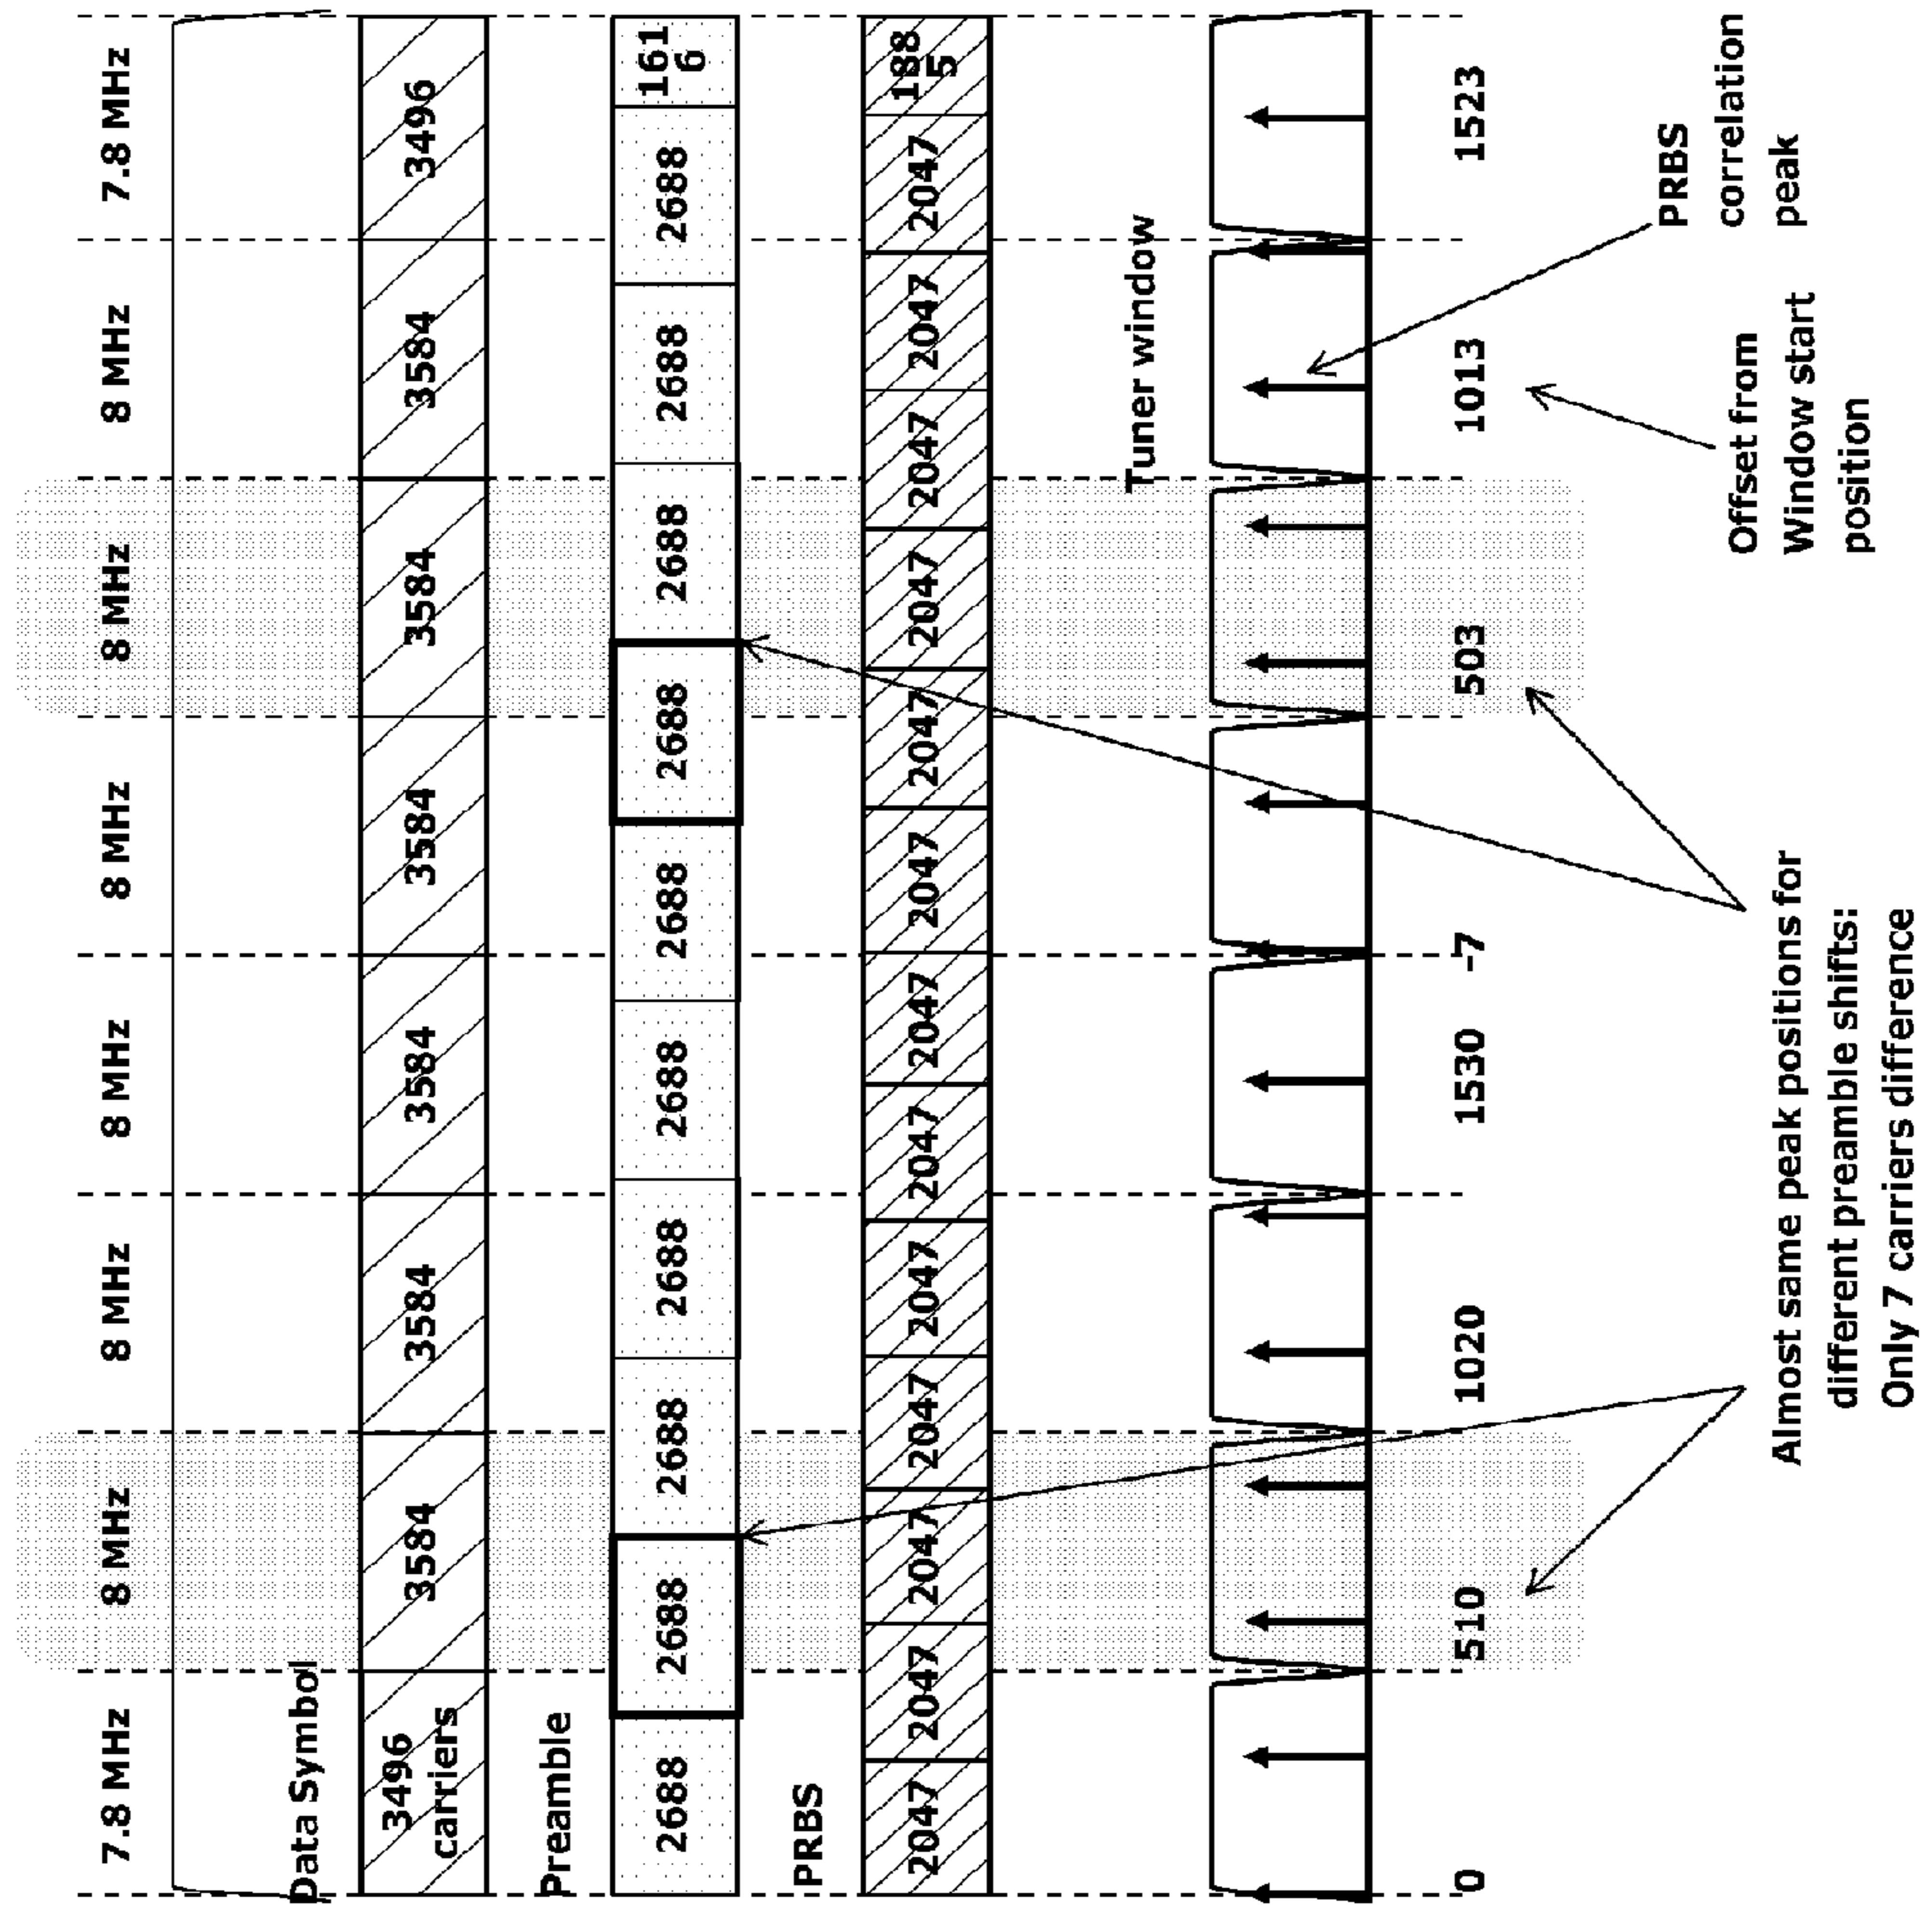 7.8 MHz 8 MHz 8 MHz 8 MHz 8 MHz 8 MHz 8 MHz 7.8 MHz
Data Symbol
3496 3584 3584 3584 3584 3584 3584 3496
carriers
Preamble
2688 2688 2688 2688 2688 2688 2688 2688 2688 2688 161
6
PRBS
2047 2047 2047 2047 2047 2047 2047 2047 2047 2047 2047 2047 2047 188
5
Tuner window
0 510 1020 1530 -7 503 1013 1523
Almost same peak positions for
different preamble shifts:
Only 7 carriers difference
Offset from
Window start
position
PRBS
correlation
peak